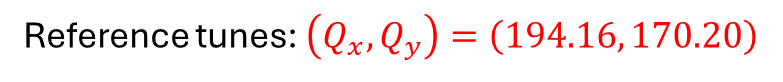 Reference tunes: (Qx, Qy) = (194.16, 170.20)